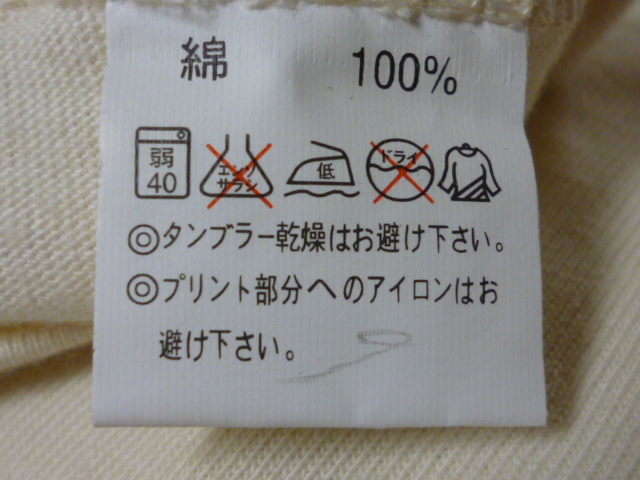 綿 100%
弱 40 エンソ サラシ 低 ドライ
◎タンブラー乾燥はお避け下さい。
◎プリント部分へのアイロンはお
避け下さい。